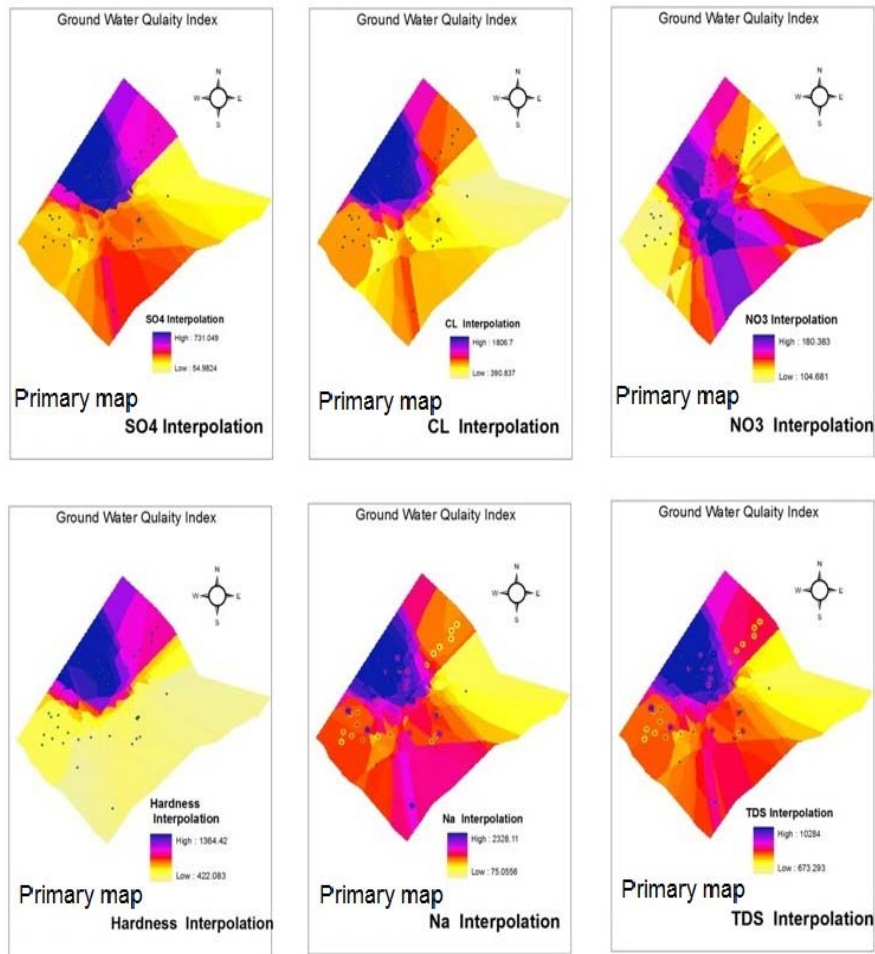 Ground Water Qulaity Index
N
W E
S
SO4 Interpolation
High : 731.049
Low : 54.9824
Primary map
SO4 Interpolation
Ground Water Qulaity Index
N
W E
S
CL Interpolation
High : 1806.7
Low : 390.837
Primary map
CL Interpolation
Ground Water Qulaity Index
N
W E
S
NO3 Interpolation
High : 180.383
Low : 104.681
Primary map
NO3 Interpolation
Ground Water Qulaity Index
N
W E
S
Hardness
Interpolation
High : 1364.42
Low : 422.083
Primary map
Hardness Interpolation
Ground Water Qulaity Index
N
W E
S
Na Interpolation
High : 2328.11
Low : 75.0556
Primary map
Na Interpolation
Ground Water Qulaity Index
N
W E
S
TDS Interpolation
High : 10284
Low : 673.293
Primary map
TDS Interpolation